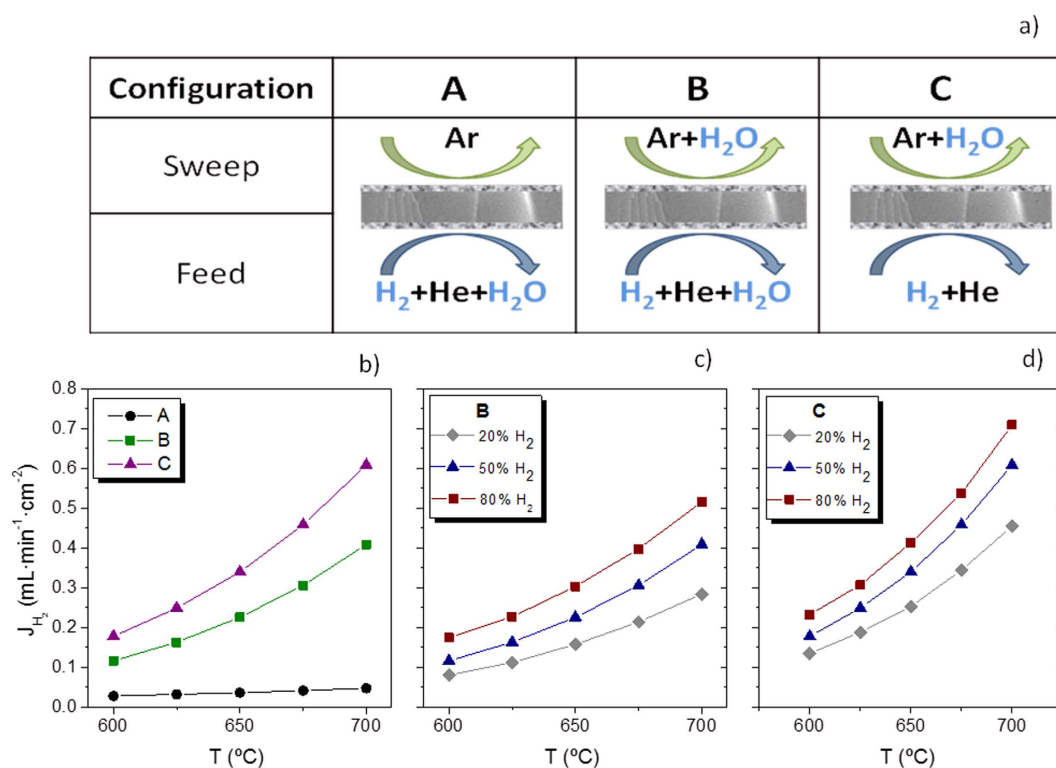 a)
Configuration A B C
Sweep Ar Ar+H₂O Ar+H₂O
Feed H₂+He+H₂O H₂+He+H₂O H₂+He
b) c) d)
A
B
C
B
20% H₂
50% H₂
80% H₂
C
20% H₂
50% H₂
80% H₂
J_H₂ (mL·min⁻¹·cm⁻²)
0.8
0.7
0.6
0.5
0.4
0.3
0.2
0.1
0.0
600 650 700 600 650 700 600 650 700
T (ºC) T (ºC) T (ºC)